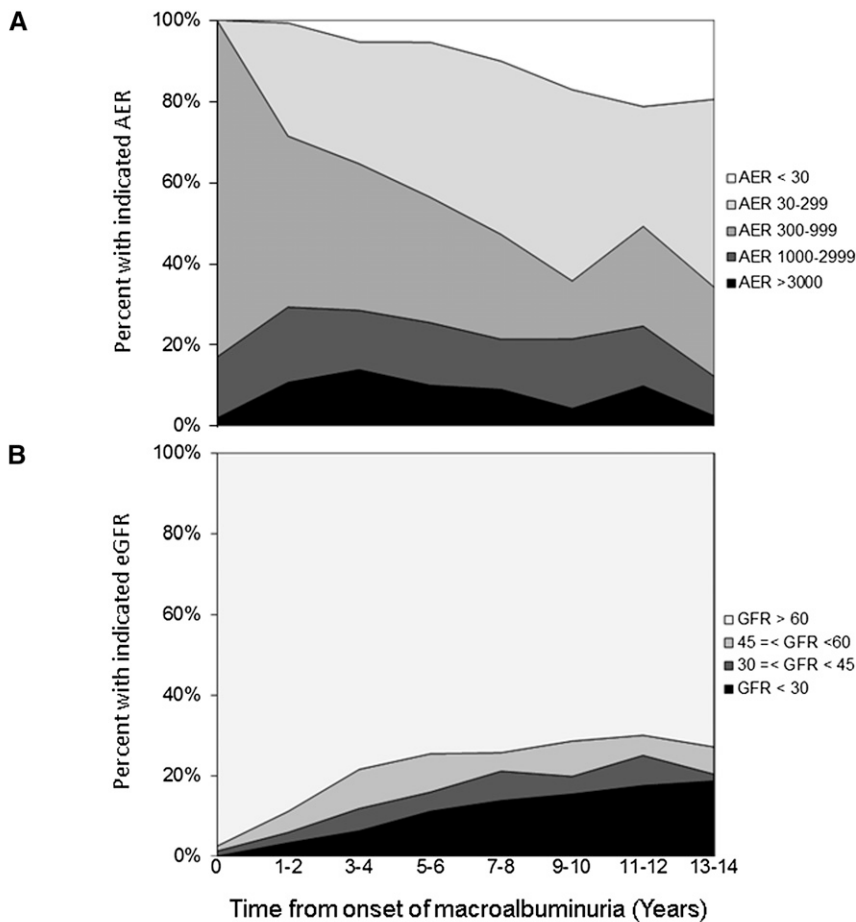 A
Percent with indicated AER
100%
80%
60%
40%
20%
0%
AER < 30
AER 30-299
AER 300-999
AER 1000-2999
AER >3000
B
Percent with indicated eGFR
100%
80%
60%
40%
20%
0%
GFR > 60
45 =< GFR <60
30 =< GFR < 45
GFR < 30
0 1-2 3-4 5-6 7-8 9-10 11-12 13-14
Time from onset of macroalbuminuria (Years)